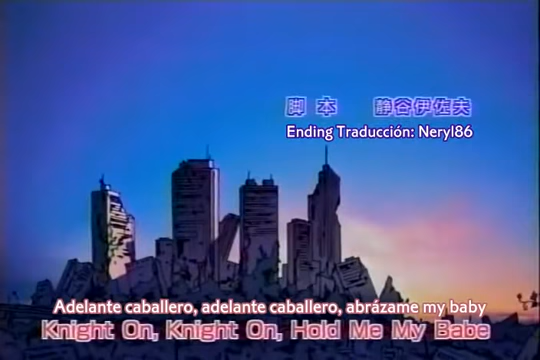 脚本 静谷伊佐夫
Ending Traducción: Neryl86
Adelante caballero, adelante caballero, abrázame my baby
Knight On, Knight On, Hold Me My Babe